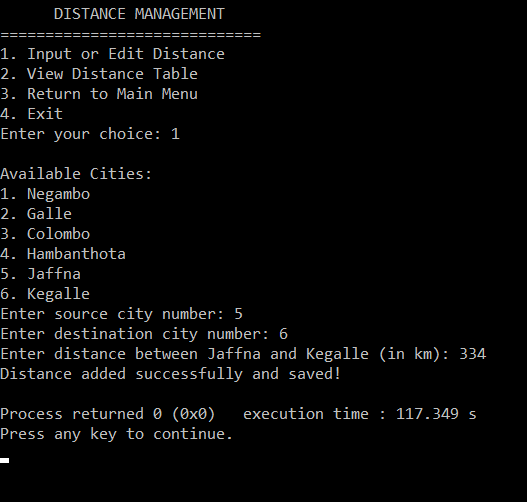 DISTANCE MANAGEMENT
=============================
1. Input or Edit Distance
2. View Distance Table
3. Return to Main Menu
4. Exit
Enter your choice: 1
Available Cities:
1. Negambo
2. Galle
3. Colombo
4. Hambanthota
5. Jaffna
6. Kegalle
Enter source city number: 5
Enter destination city number: 6
Enter distance between Jaffna and Kegalle (in km): 334
Distance added successfully and saved!
Process returned 0 (0x0)   execution time : 117.349 s
Press any key to continue.